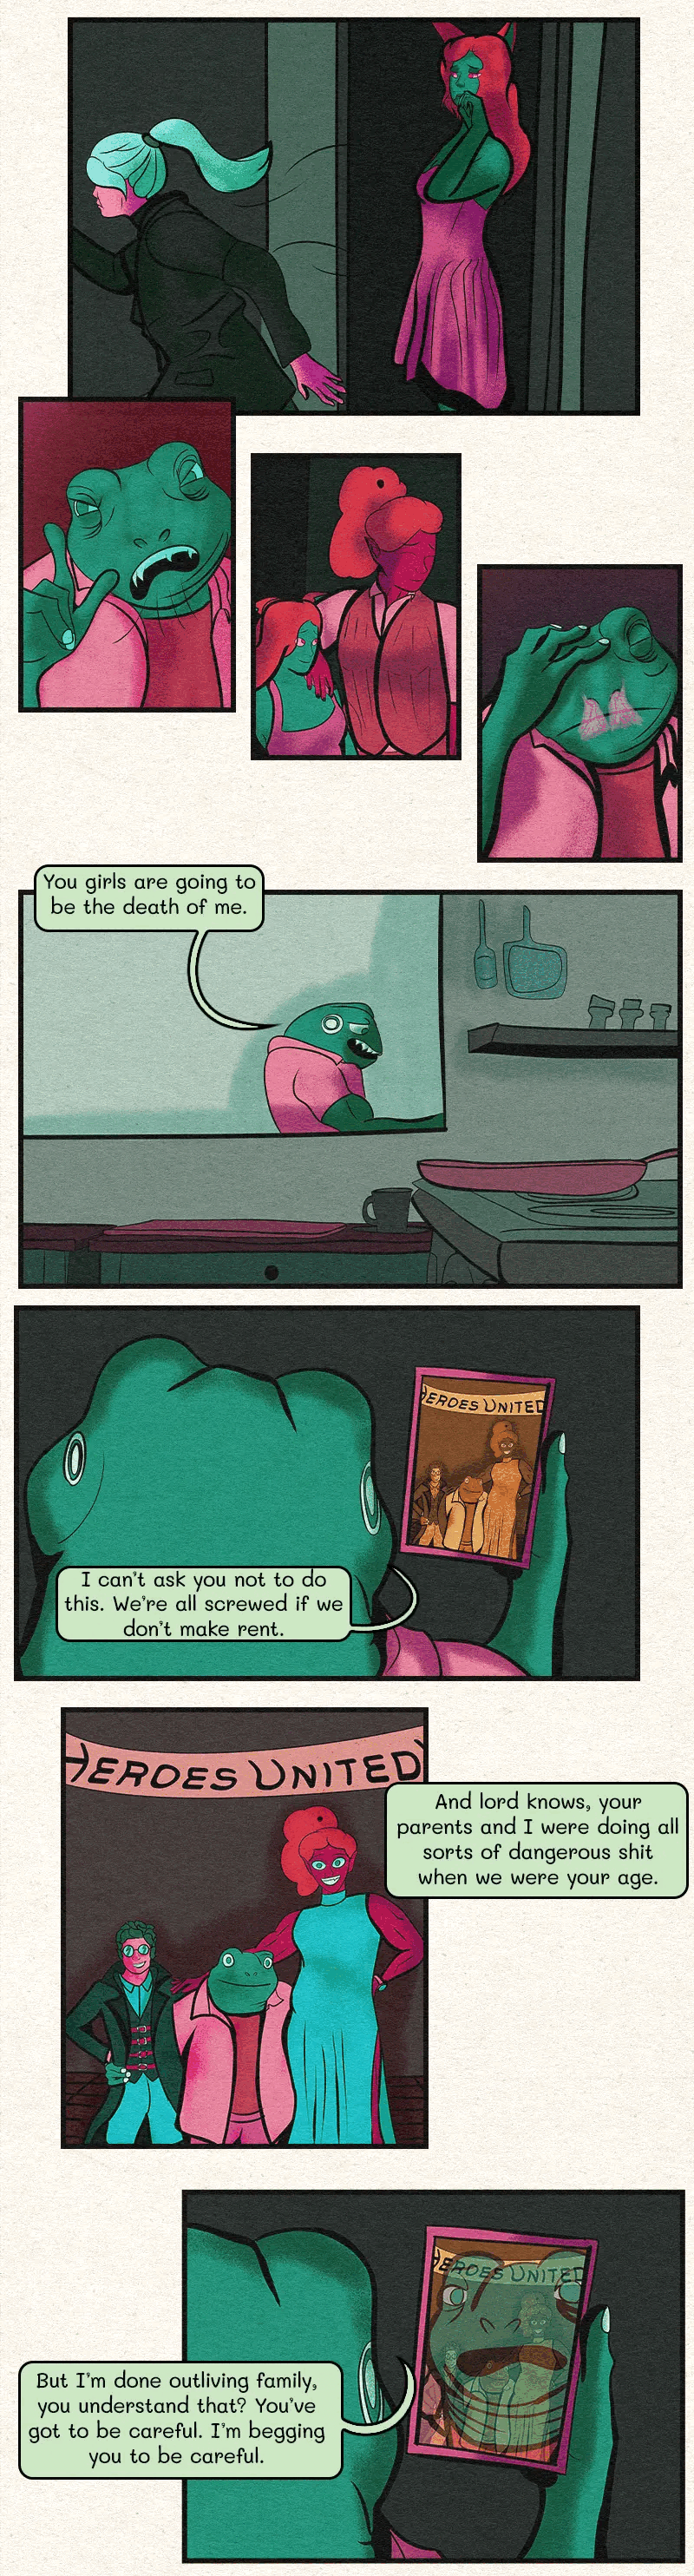 You girls are going to
be the death of me.
HEROES UNITED
I can't ask you not to do
this. We're all screwed if we
don't make rent.
HEROES UNITED
And lord knows, your
parents and I were doing all
sorts of dangerous shit
when we were your age.
HEROES UNITED
But I'm done outliving family,
you understand that? You've
got to be careful. I'm begging
you to be careful.